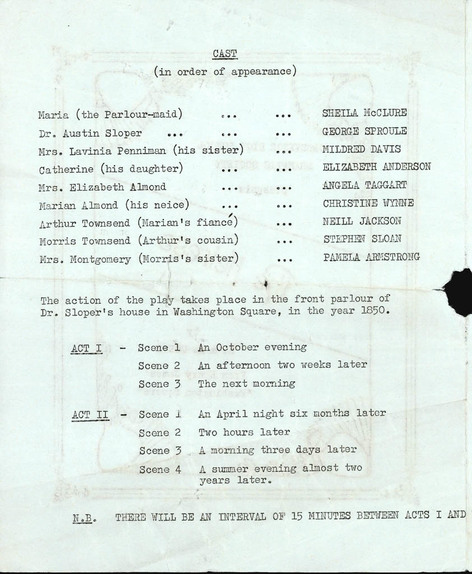 CAST
(in order of appearance)
Maria (the Parlour-maid) ... ... SHEILA McCLURE
Dr. Austin Sloper ... ... ... GEORGE SPROULE
Mrs. Lavinia Penniman (his sister) ... MILDRED DAVIS
Catherine (his daughter) ... ... ELIZABETH ANDERSON
Mrs. Elizabeth Almond ... ... ANGELA TAGGART
Marian Almond (his neice) ... ... CHRISTINE WYNNE
Arthur Townsend (Marian's fiancé) ... NEILL JACKSON
Morris Townsend (Arthur's cousin) ... STEPHEN SLOAN
Mrs. Montgomery (Morris's sister) ... PAMELA ARMSTRONG
The action of the play takes place in the front parlour of
Dr. Sloper's house in Washington Square, in the year 1850.
ACT I - Scene 1 An October evening
Scene 2 An afternoon two weeks later
Scene 3 The next morning
ACT II - Scene 1 An April night six months later
Scene 2 Two hours later
Scene 3 A morning three days later
Scene 4 A summer evening almost two
years later.
N.B. THERE WILL BE AN INTERVAL OF 15 MINUTES BETWEEN ACTS I AND